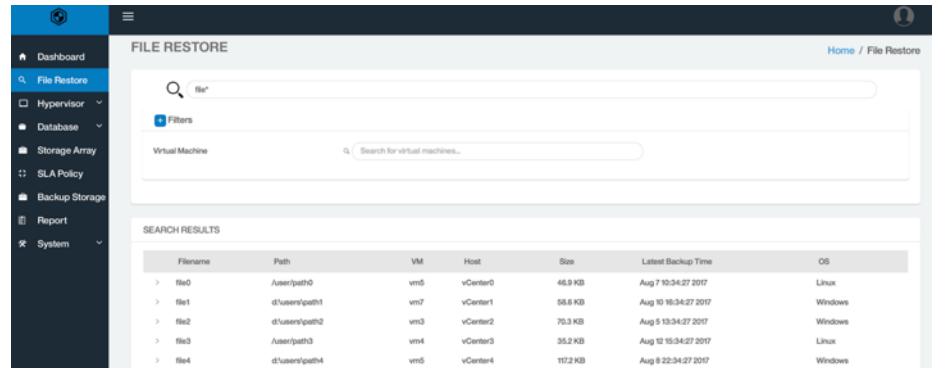 FILE RESTORE
Home / File Restore
Dashboard
File Restore
Hypervisor
Database
Storage Array
SLA Policy
Backup Storage
Report
System
file*
Filters
Virtual Machine
Search for virtual machines...
SEARCH RESULTS
Filename Path VM Host Size Latest Backup Time OS
file0 /user/path0 vm5 vCenter0 46.9 KB Aug 7 10:34:27 2017 Linux
file1 d:\users\path1 vm7 vCenter1 58.6 KB Aug 10 16:34:27 2017 Windows
file2 d:\users\path2 vm3 vCenter2 70.3 KB Aug 5 13:34:27 2017 Windows
file3 /user/path3 vm4 vCenter3 35.2 KB Aug 12 15:34:27 2017 Linux
file4 d:\users\path4 vm5 vCenter4 117.2 KB Aug 8 22:34:27 2017 Windows